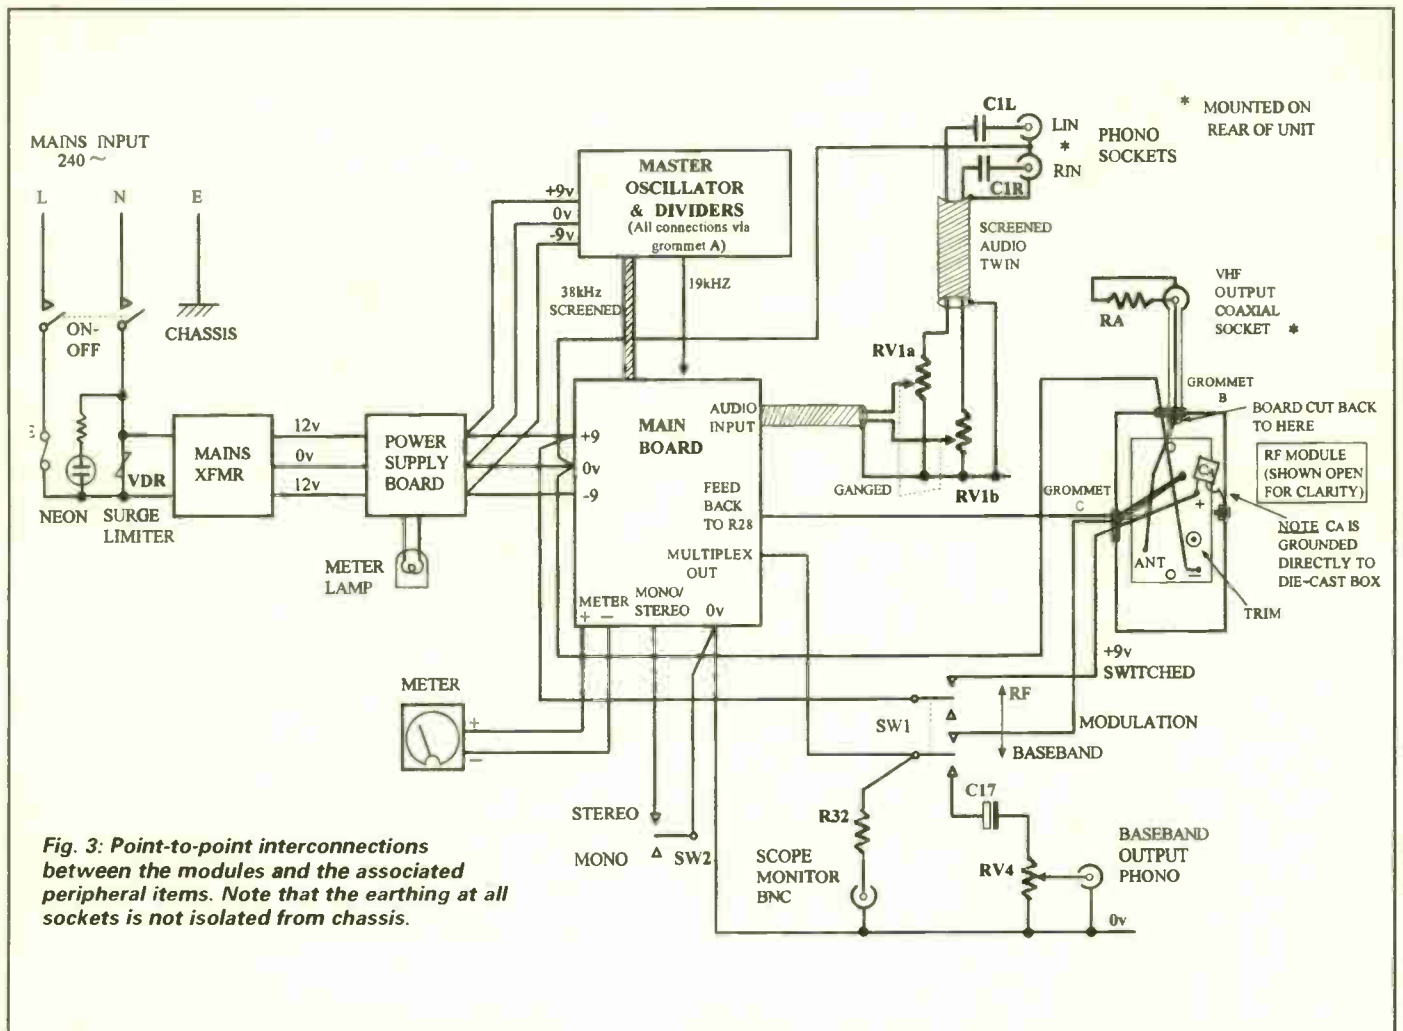 MAINS INPUT
240 ~
L N E
ON-
OFF
CHASSIS
NEON
SURGE
LIMITER
VDR
MAINS
XFMR
12v
0v
12v
POWER
SUPPLY
BOARD
METER
LAMP
+9v
0v
-9v
MASTER
OSCILLATOR
& DIVIDERS
(All connections via
grommet A)
38kHz
SCREENED
19kHZ
C1L
LIN
*
RIN
C1R
PHONO
SOCKETS
* MOUNTED ON
REAR OF UNIT
SCREENED
AUDIO
TWIN
RV1a
RV1b
GANGED
MAIN
BOARD
AUDIO
INPUT
+9
0v
-9
FEED
BACK
TO R28
MULTIPLEX
OUT
METER
+ −
MONO/
STEREO
0v
RA
VHF
OUTPUT
COAXIAL
SOCKET *
GROMMET
B
BOARD CUT BACK
TO HERE
RF MODULE
(SHOWN OPEN
FOR CLARITY)
NOTE CA IS
GROUNDED
DIRECTLY TO
DIE-CAST BOX
GROMMET
C
CA
+
ANT
−
TRIM
+9v
SWITCHED
RF
SW1
MODULATION
BASEBAND
METER
+
−
STEREO
MONO
SW2
R32
SCOPE
MONITOR
BNC
C17
RV4
BASEBAND
OUTPUT
PHONO
0v
Fig. 3: Point-to-point interconnections
between the modules and the associated
peripheral items. Note that the earthing at all
sockets is not isolated from chassis.